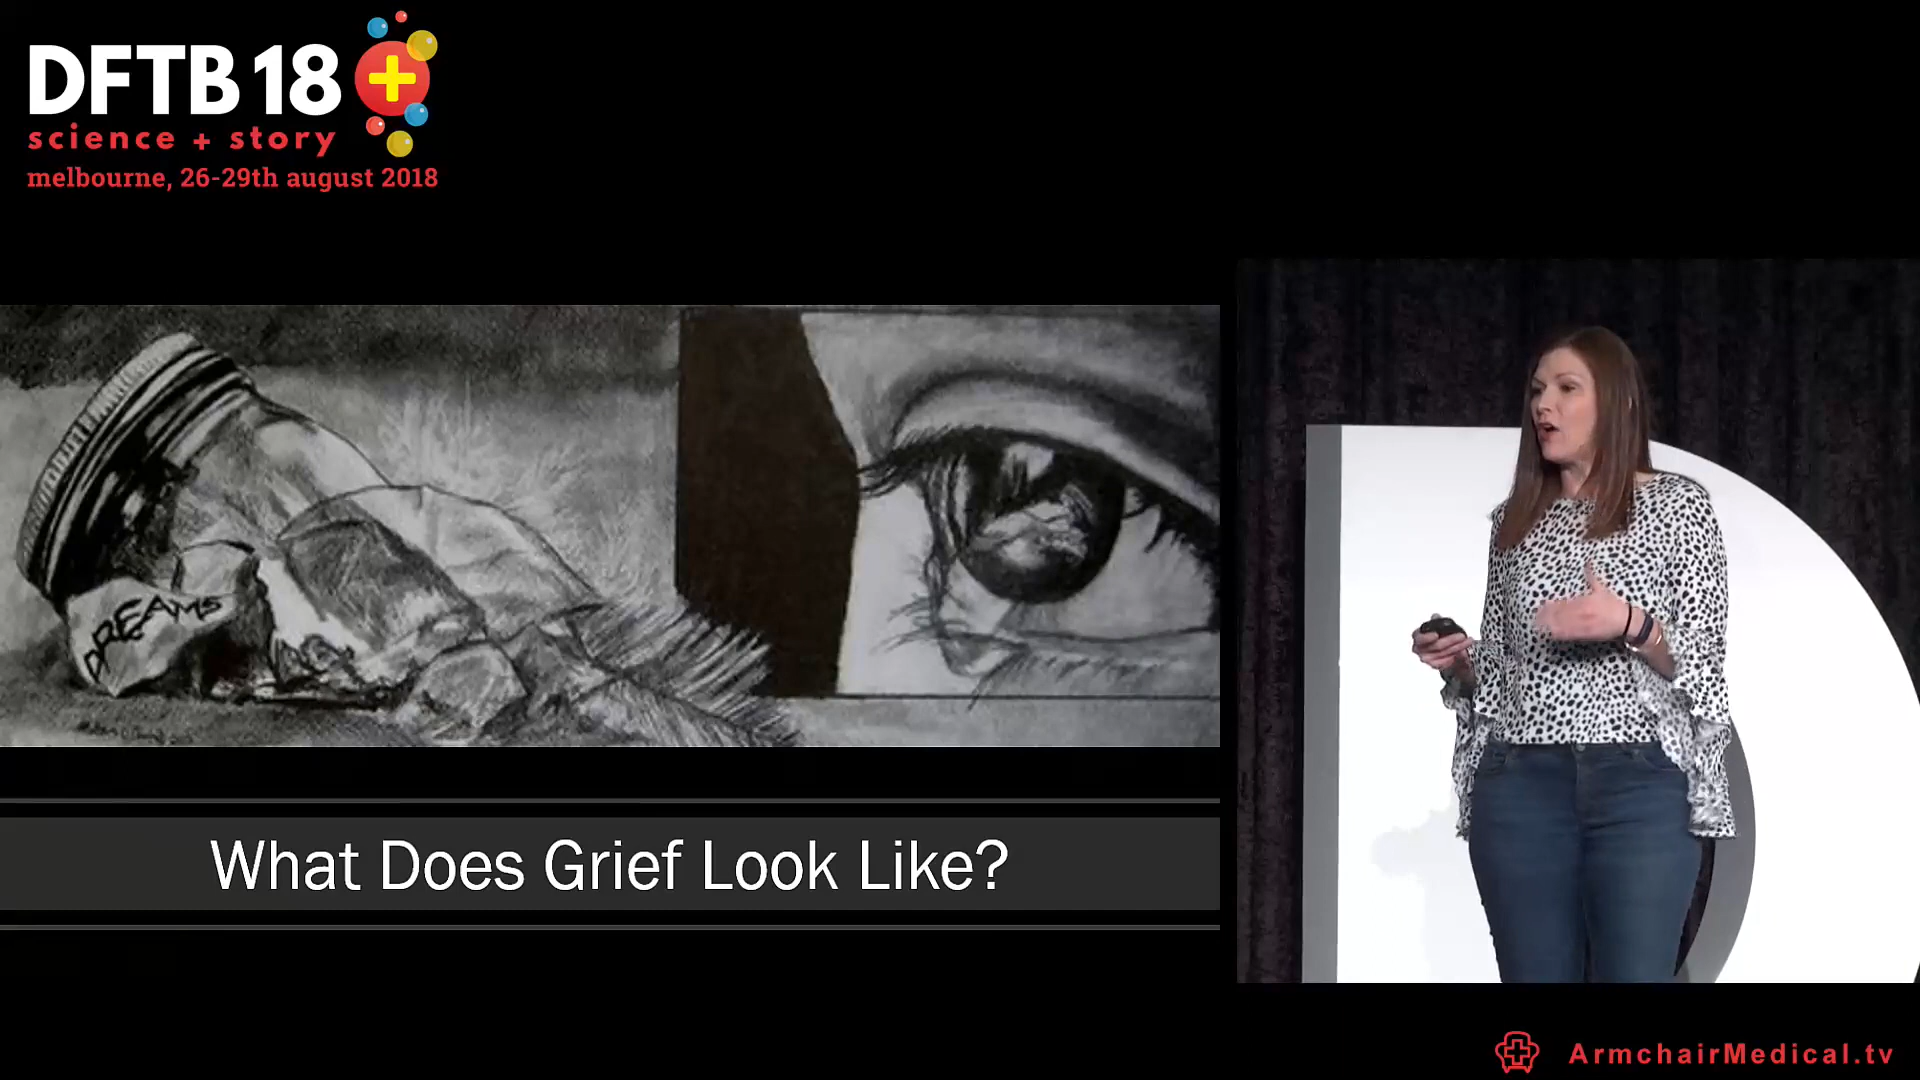 DFTB 18
science + story
melbourne, 26-29th august 2018
DREAMS
What Does Grief Look Like?
ArmchairMedical.tv